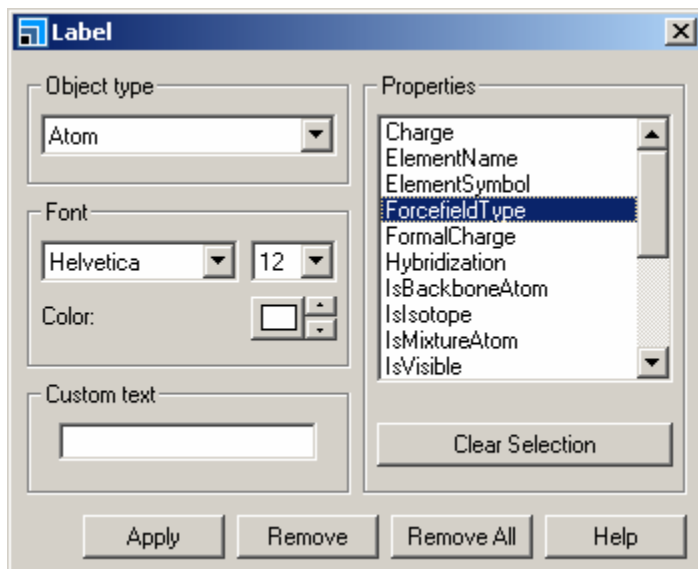 Label
Object type
Atom
Font
Helvetica 12
Color:
Custom text
Properties
Charge
ElementName
ElementSymbol
ForcefieldType
FormalCharge
Hybridization
IsBackboneAtom
IsIsotope
IsMixtureAtom
IsVisible
Clear Selection
Apply Remove Remove All Help